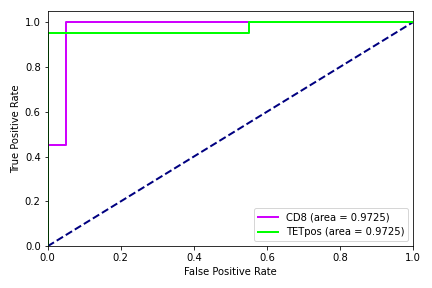 1.0
0.8
0.6
0.4
0.2
0.0
True Positive Rate
CD8 (area = 0.9725)
TETpos (area = 0.9725)
0.0 0.2 0.4 0.6 0.8 1.0
False Positive Rate